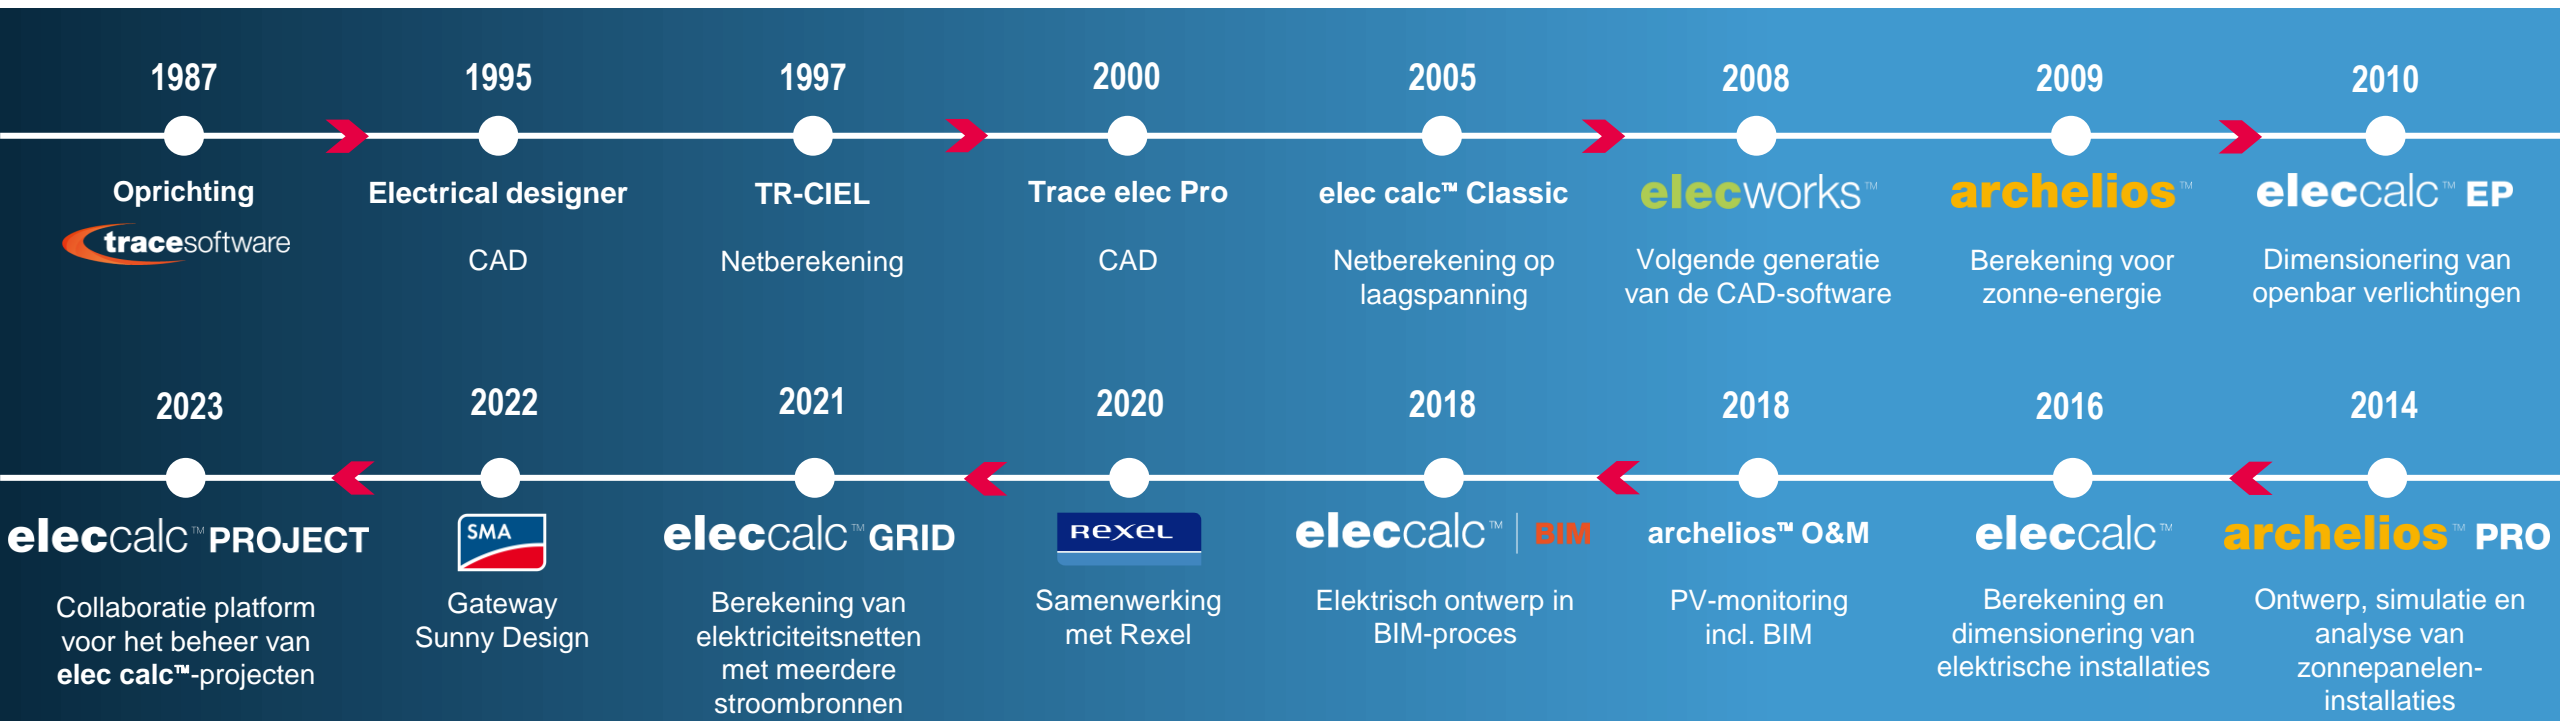 1987
Oprichting
tracesoftware
1995
Electrical designer
CAD
1997
TR-CIEL
Netberekening
2000
Trace elec Pro
CAD
2005
elec calc™ Classic
Netberekening op
laagspanning
2008
elecworks™
Volgende generatie
van de CAD-software
2009
archelios™
Berekening voor
zonne-energie
2010
eleccalc™ EP
Dimensionering van
openbar verlichtingen
2023
eleccalc™ PROJECT
Collaboratie platform
voor het beheer van
elec calc™-projecten
2022
SMA
Gateway
Sunny Design
2021
eleccalc™ GRID
Berekening van
elektriciteitsnetten
met meerdere
stroombronnen
2020
REXEL
Samenwerking
met Rexel
2018
eleccalc™ | BIM
Elektrisch ontwerp in
BIM-proces
2018
archelios™ O&M
PV-monitoring
incl. BIM
2016
eleccalc™
Berekening en
dimensionering van
elektrische installaties
2014
archelios™ PRO
Ontwerp, simulatie en
analyse van
zonnepanelen-
installaties